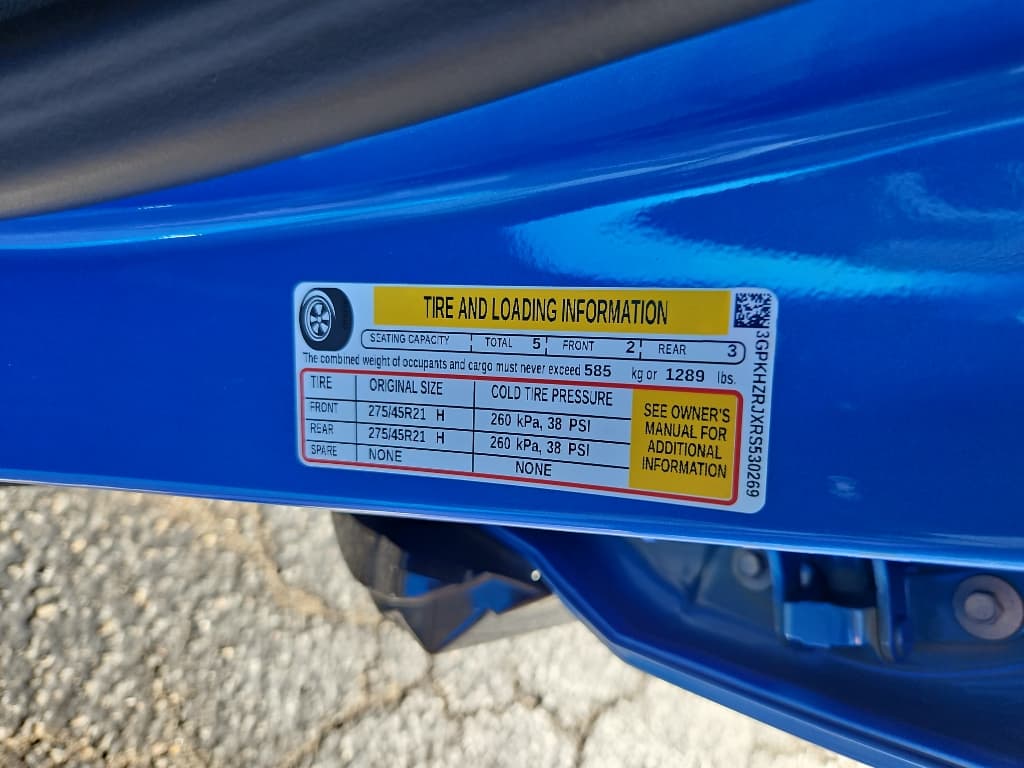 TIRE AND LOADING INFORMATION
SEATING CAPACITY TOTAL 5 FRONT 2 REAR 3
The combined weight of occupants and cargo must never exceed 585 kg or 1289 lbs.
TIRE ORIGINAL SIZE COLD TIRE PRESSURE
FRONT 275/45R21 H 260 kPa, 38 PSI
REAR 275/45R21 H 260 kPa, 38 PSI
SPARE NONE NONE
SEE OWNER'S
MANUAL FOR
ADDITIONAL
INFORMATION
3GPKHZRJXRS530269